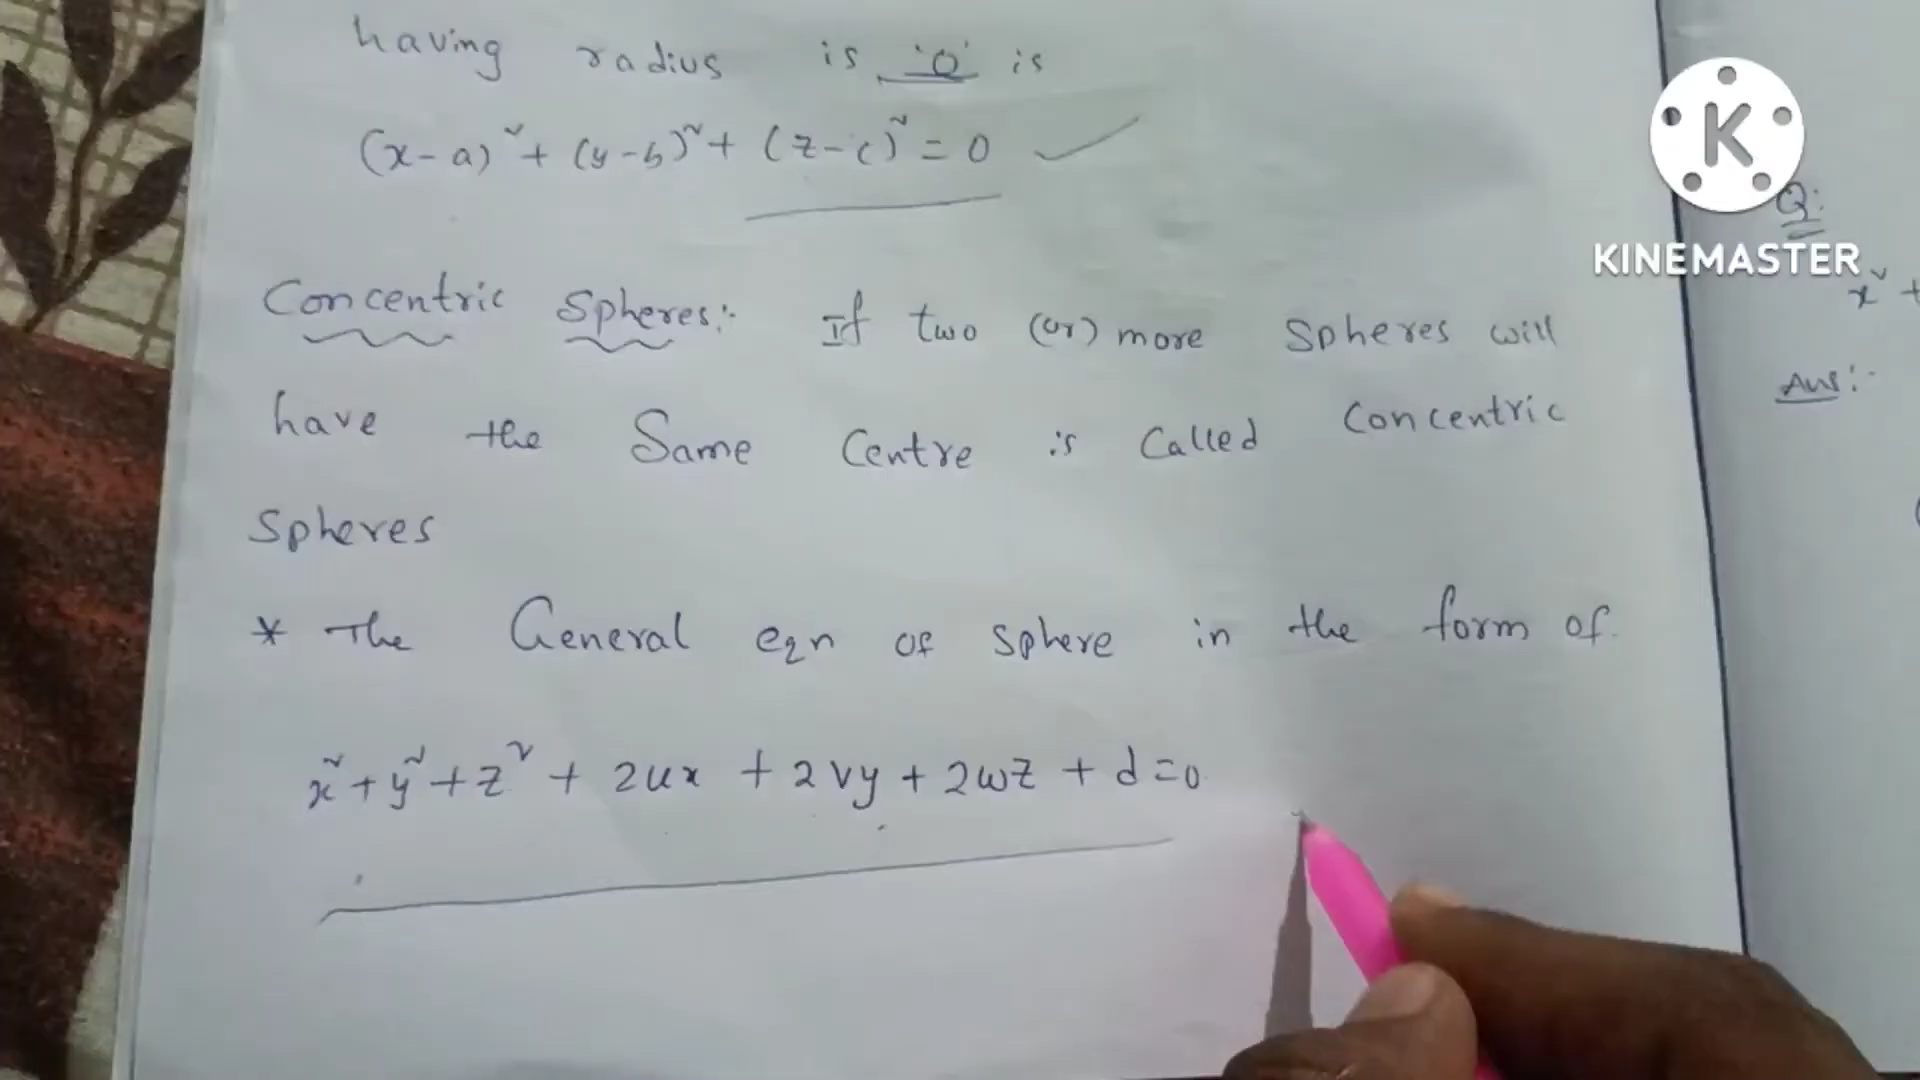 having radius is '0' is
(x-a)² + (y-b)² + (z-c)² = 0
Concentric Spheres:- If two (or) more Spheres will
have the Same Centre is Called Concentric
Spheres
* The General eqn of sphere in the form of
x² + y² + z² + 2ux + 2vy + 2wz + d = 0
K
KINEMASTER
Q:
x² +
Ans:-